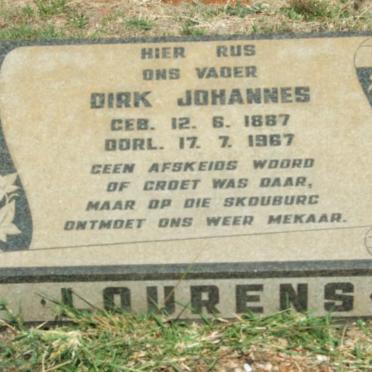 HIER RUS
ONS VADER
DIRK JOHANNES
GEB. 12. 6. 1887
OORL. 17. 7. 1967
GEEN AFSKEIDS WOORD
OF GROET WAS DAAR,
MAAR OP DIE SKOUBURG
ONTMOET ONS WEER MEKAAR.
LOURENS